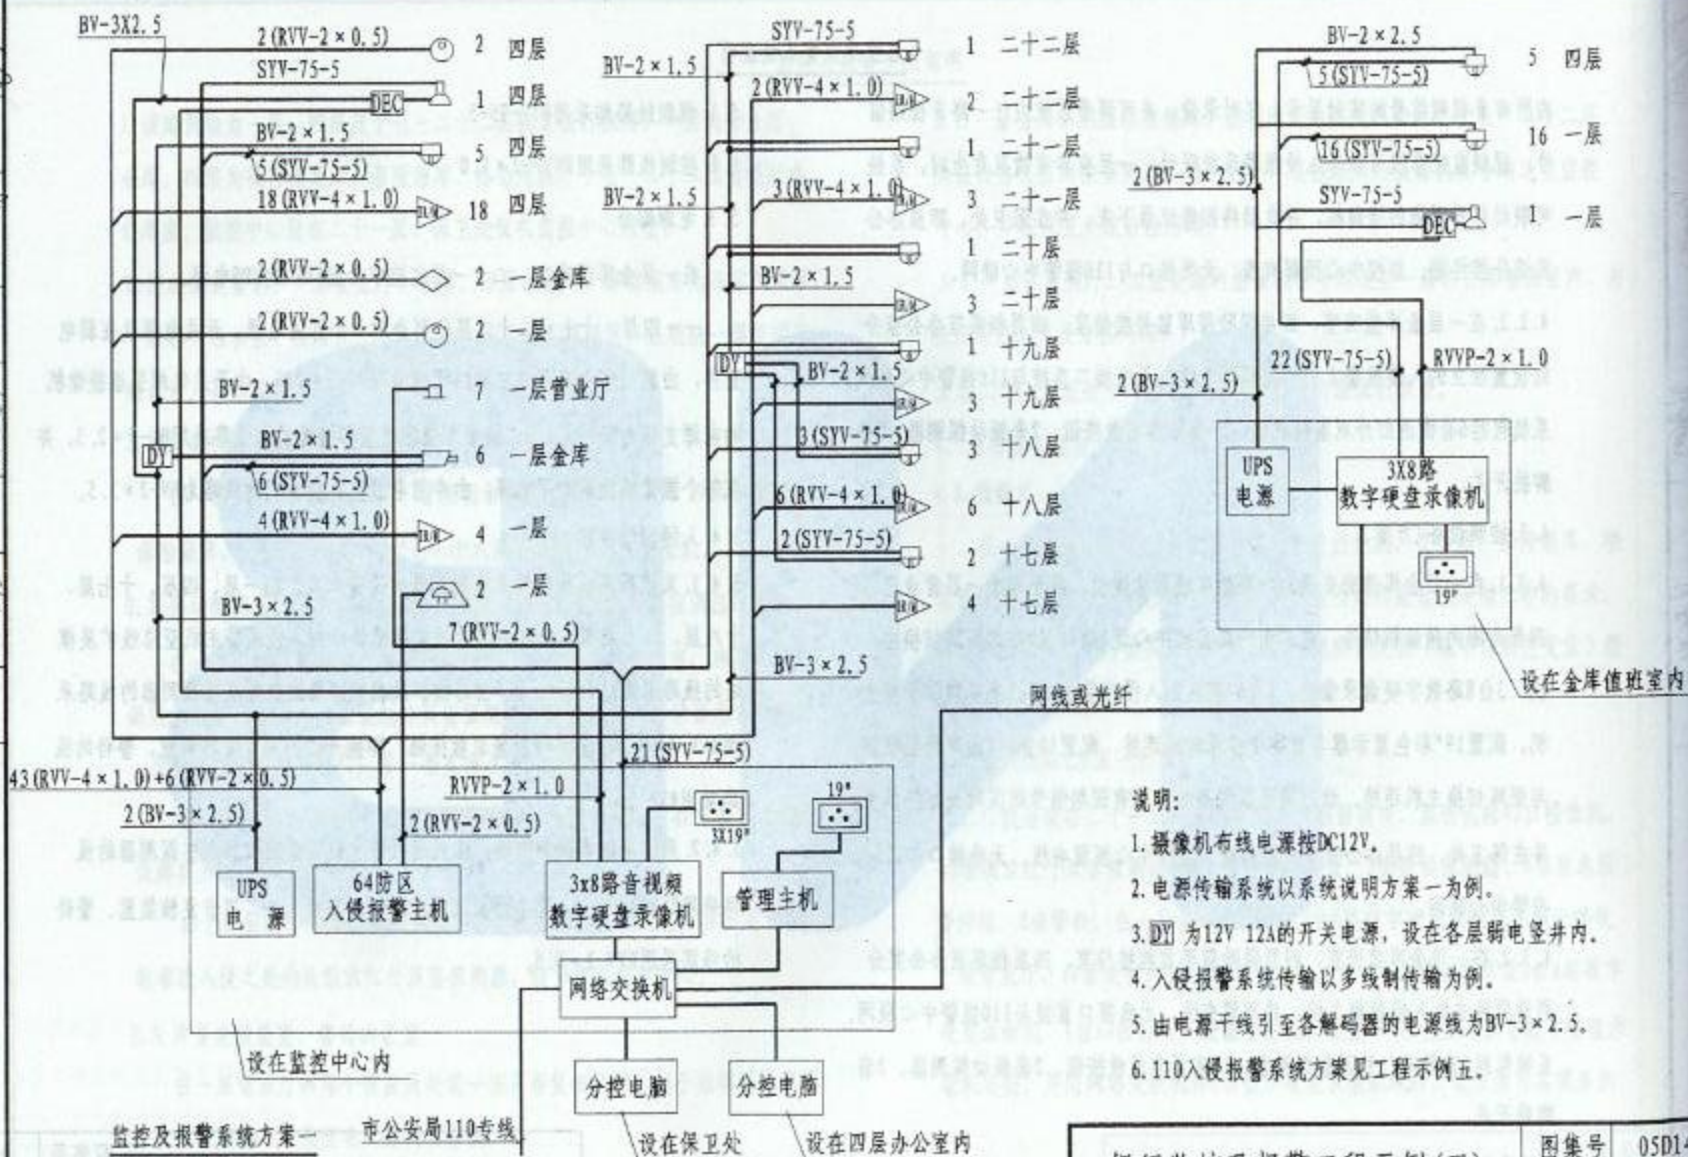 BV-3X2.5
2(RVV-2×0.5) 2 四层
SYV-75-5
DEC 1 四层
BV-2×1.5
5 四层
5(SYV-75-5)
18(RVV-4×1.0) IR/M 18 四层
2(RVV-2×0.5) 2 一层金库
2(RVV-2×0.5) 2 一层
BV-2×1.5 7 一层营业厅
BV-2×1.5
DY 6 一层金库
6(SYV-75-5)
4(RVV-4×1.0) IR/M 4 一层
2 一层
BV-3×2.5
7(RVV-2×0.5)
SYV-75-5 1 二十二层
BV-2×1.5
2(RVV-4×1.0) IR/M 2 二十二层
1 二十一层
BV-2×1.5 3(RVV-4×1.0) IR/M 3 二十一层
1 二十层
BV-2×1.5
IR/M 3 二十层
1 十九层
DY BV-2×1.5
IR/M 3 十九层
3(SYV-75-5) 3 十八层
6(RVV-4×1.0) IR/M 6 十八层
2(SYV-75-5) 2 十七层
IR/M 4 十七层
BV-3×2.5
BV-2×2.5
5 四层
5(SYV-75-5)
16 一层
16(SYV-75-5)
2(BV-3×2.5)
SYV-75-5
DEC 1 一层
22(SYV-75-5) RVVP-2×1.0
2(BV-3×2.5)
UPS
电源
3X8路
数字硬盘录像机
19"
设在金库值班室内
网线或光纤
43(RVV-4×1.0)+6(RVV-2×0.5)
21(SYV-75-5)
RVVP-2×1.0
2(BV-3×2.5) 2(RVV-2×0.5)
3X19"
19"
UPS
电 源
64防区
入侵报警主机
3x8路音视频
数字硬盘录像机
管理主机
网络交换机
设在监控中心内
分控电脑 分控电脑
监控及报警系统方案一
市公安局110专线
设在保卫处
设在四层办公室内
说明:
1.摄像机布线电源按DC12V。
2.电源传输系统以系统说明方案一为例。
3.DY 为12V 12A的开关电源,设在各层弱电竖井内。
4.入侵报警系统传输以多线制传输为例。
5.由电源干线引至各解码器的电源线为BV-3×2.5。
6.110入侵报警系统方案见工程示例五。
图集号 05D14